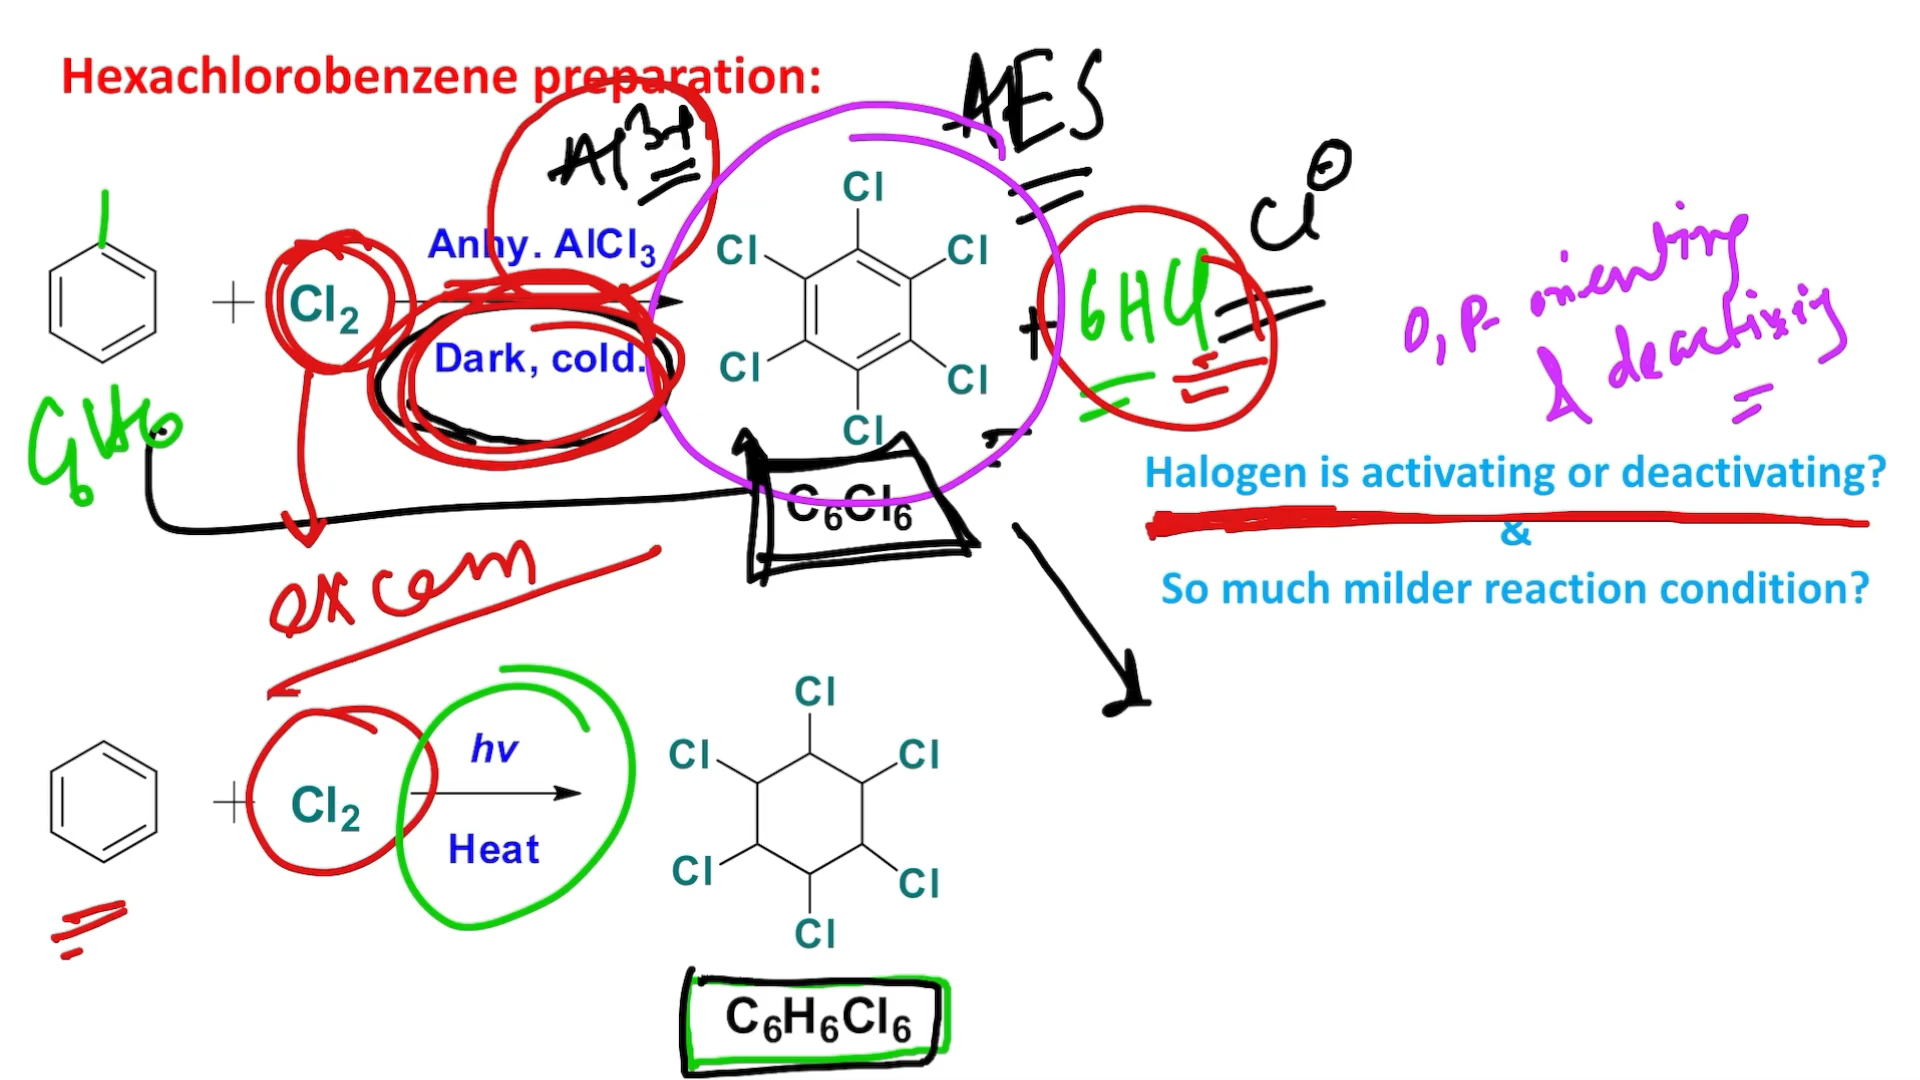 Hexachlorobenzene preparation:
AES
Al3+
Cl⊖
Anhy. AlCl3
Dark, cold.
+ Cl2
Cl
Cl Cl
Cl Cl
Cl
+ 6HCl
o, p- orienting
& deactivating
C6H6
C6Cl6
Halogen is activating or deactivating?
&
So much milder reaction condition?
excess
+ Cl2
hv
Heat
Cl
Cl Cl
Cl Cl
Cl
C6H6Cl6